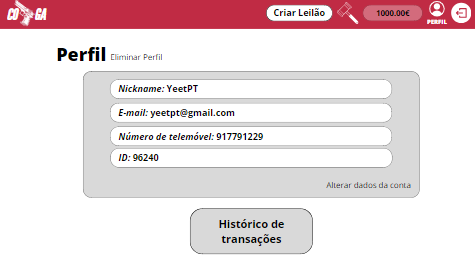 CO GA
Criar Leilão
1000.00€
PERFIL
Perfil Eliminar Perfil
Nickname: YeetPT
E-mail: yeetpt@gmail.com
Número de telemóvel: 917791229
ID: 96240
Alterar dados da conta
Histórico de
transações